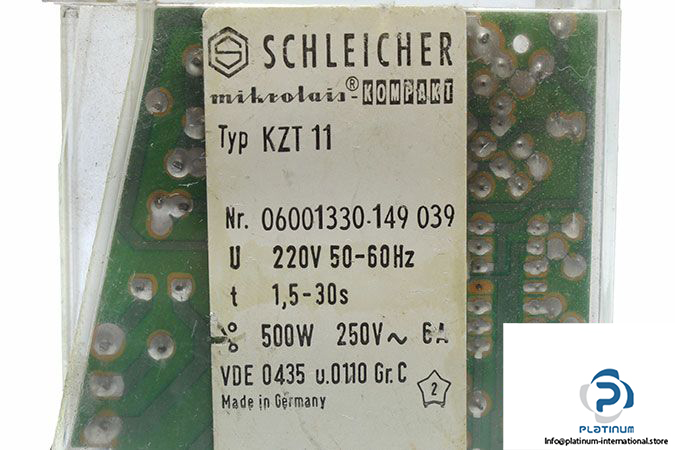 S SCHLEICHER
mikrolais®-KOMPAKT
Typ KZT 11
Nr. 06001330-149 039
U 220V 50-60Hz
t 1,5-30s
500W 250V~ 6A
VDE 0435 u.0110 Gr.C 2
Made in Germany
PLATINUM
Info@platinum-international.store